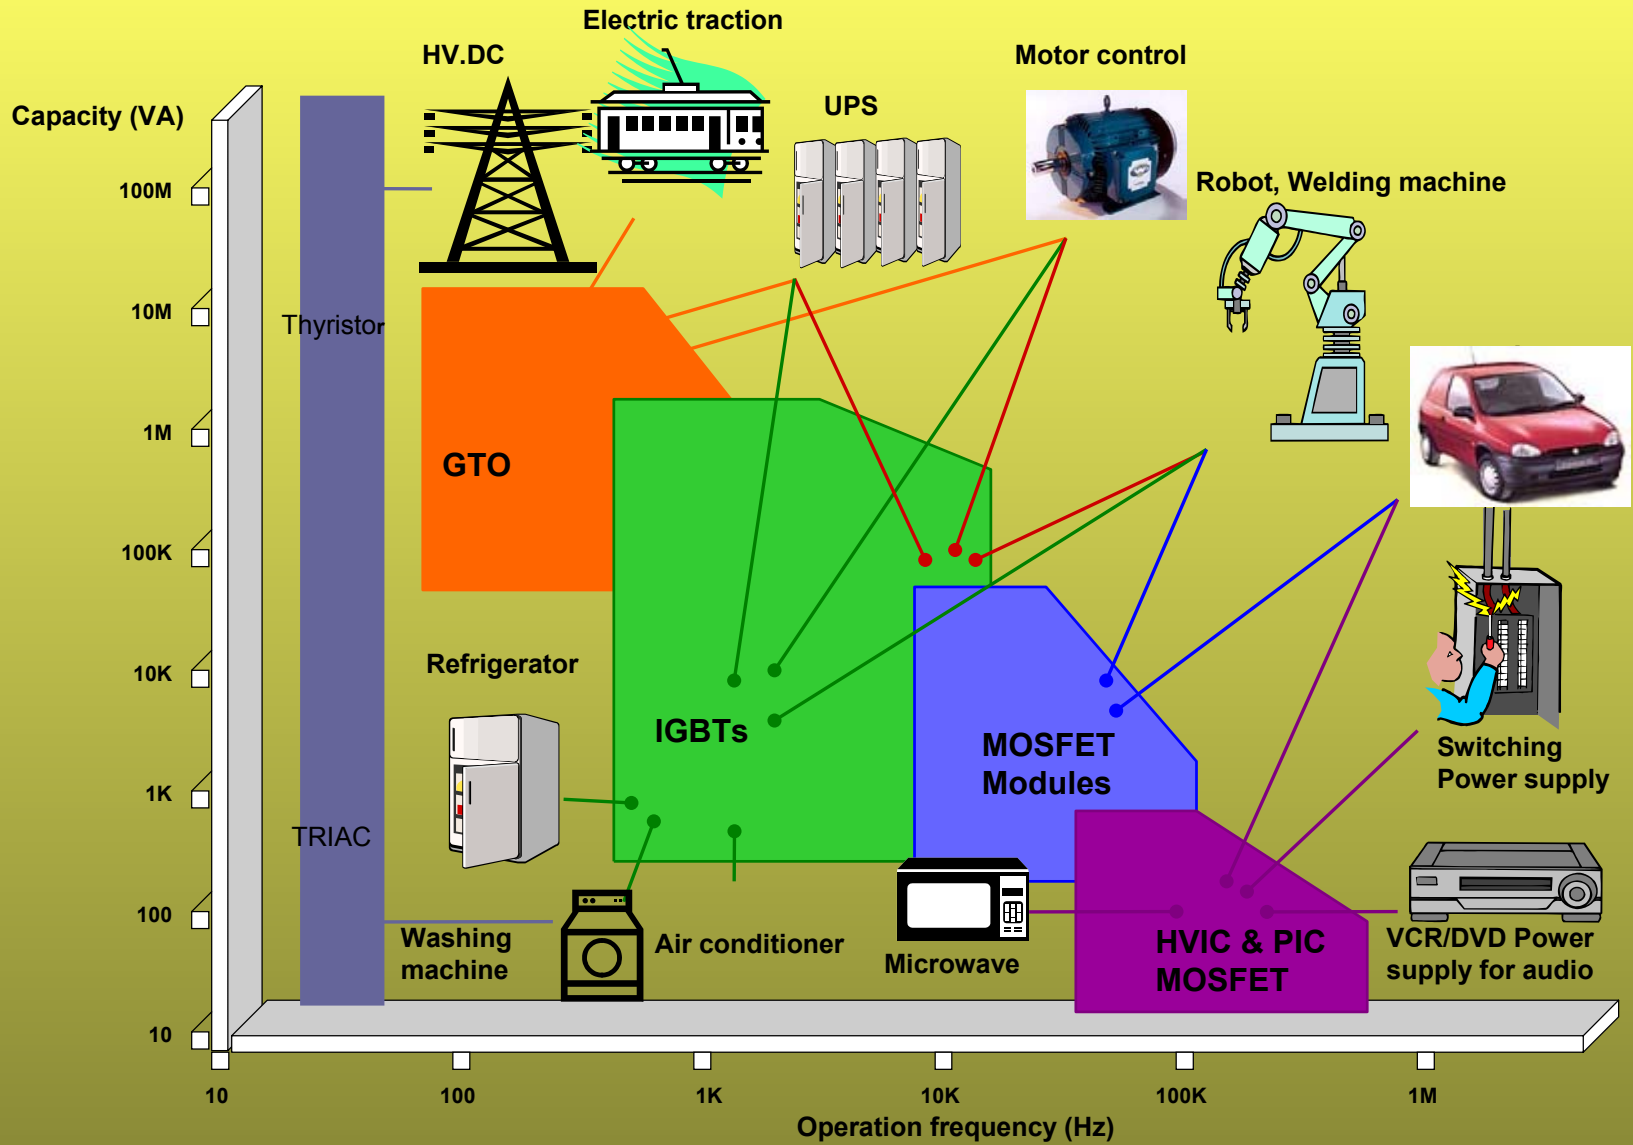 Electric traction
HV.DC
Motor control
UPS
Capacity (VA)
100M
Robot, Welding machine
10M
Thyristor
1M
GTO
100K
Refrigerator
10K
IGBTs
MOSFET
Modules
Switching
Power supply
1K
TRIAC
100
Washing
machine
Air conditioner
Microwave
HVIC & PIC
MOSFET
VCR/DVD Power
supply for audio
10
10
100
1K
10K
100K
1M
Operation frequency (Hz)